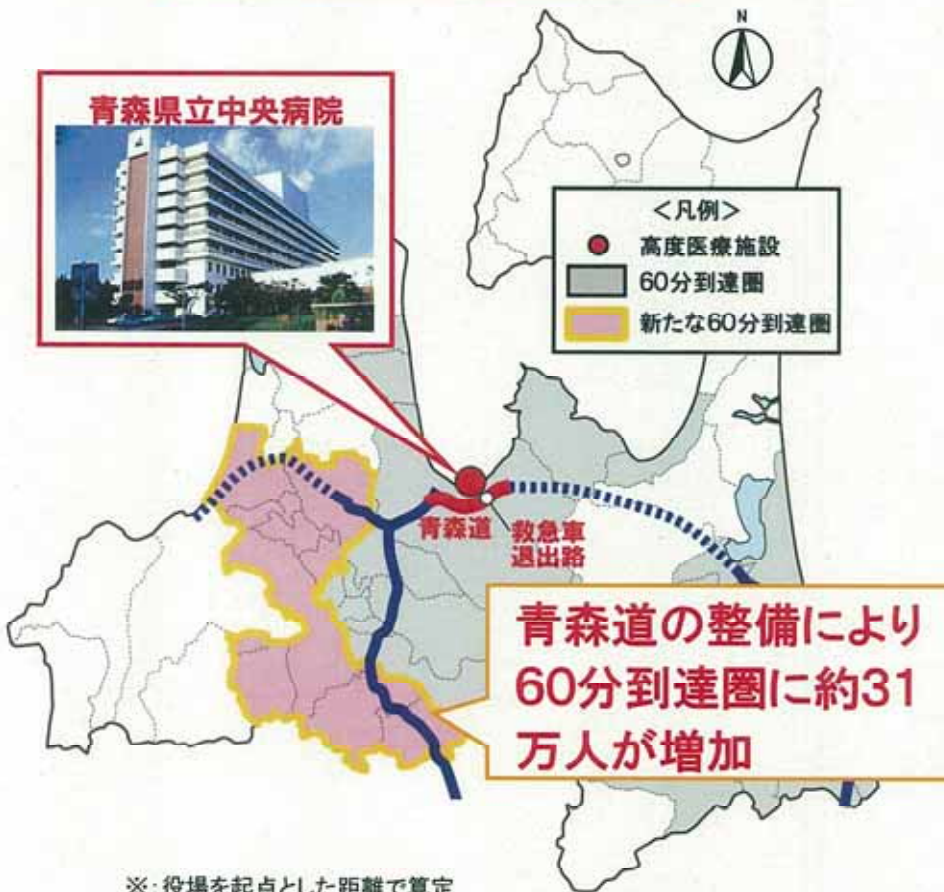 N
青森県立中央病院
<凡例>
高度医療施設
60分到達圏
新たな60分到達圏
青森道
救急車
退出路
青森道の整備により
60分到達圏に約31
万人が増加
※:役場を起点とした距離で算定